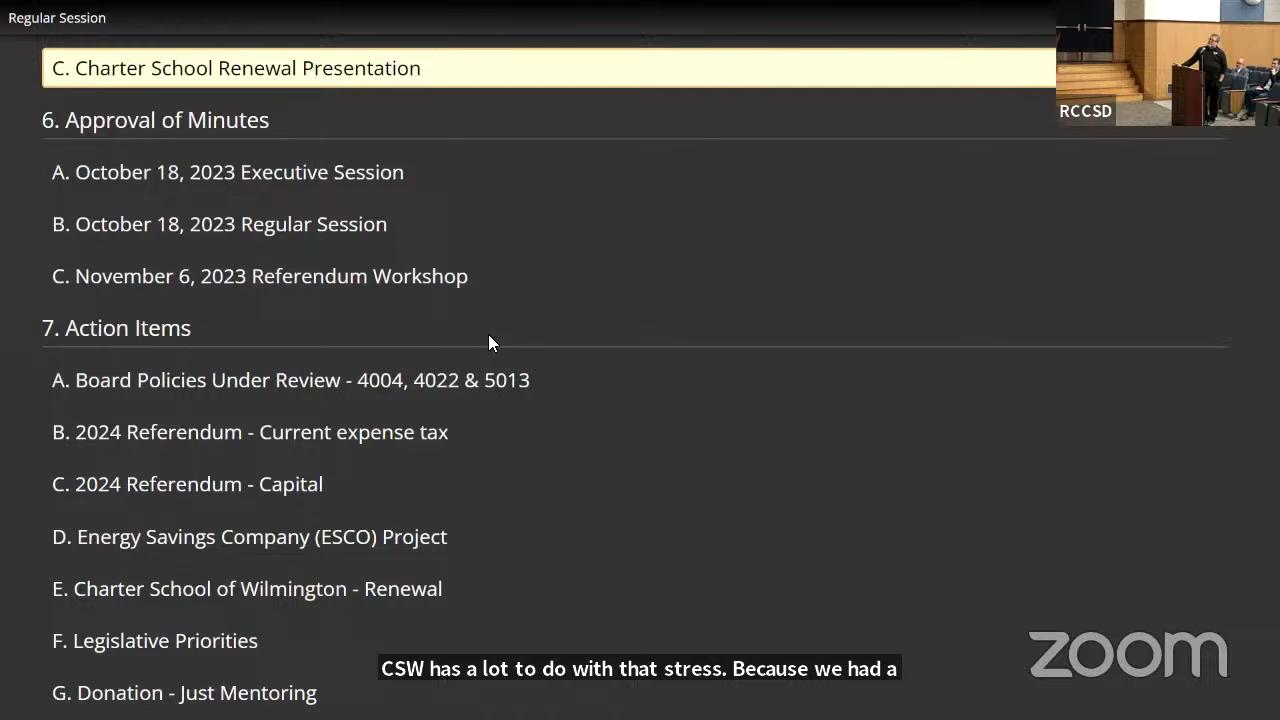 Regular Session
C. Charter School Renewal Presentation
RCCSD
6. Approval of Minutes
A. October 18, 2023 Executive Session
B. October 18, 2023 Regular Session
C. November 6, 2023 Referendum Workshop
7. Action Items
A. Board Policies Under Review - 4004, 4022 & 5013
B. 2024 Referendum - Current expense tax
C. 2024 Referendum - Capital
D. Energy Savings Company (ESCO) Project
E. Charter School of Wilmington - Renewal
F. Legislative Priorities
zoom
CSW has a lot to do with that stress. Because we had a
G. Donation - Just Mentoring